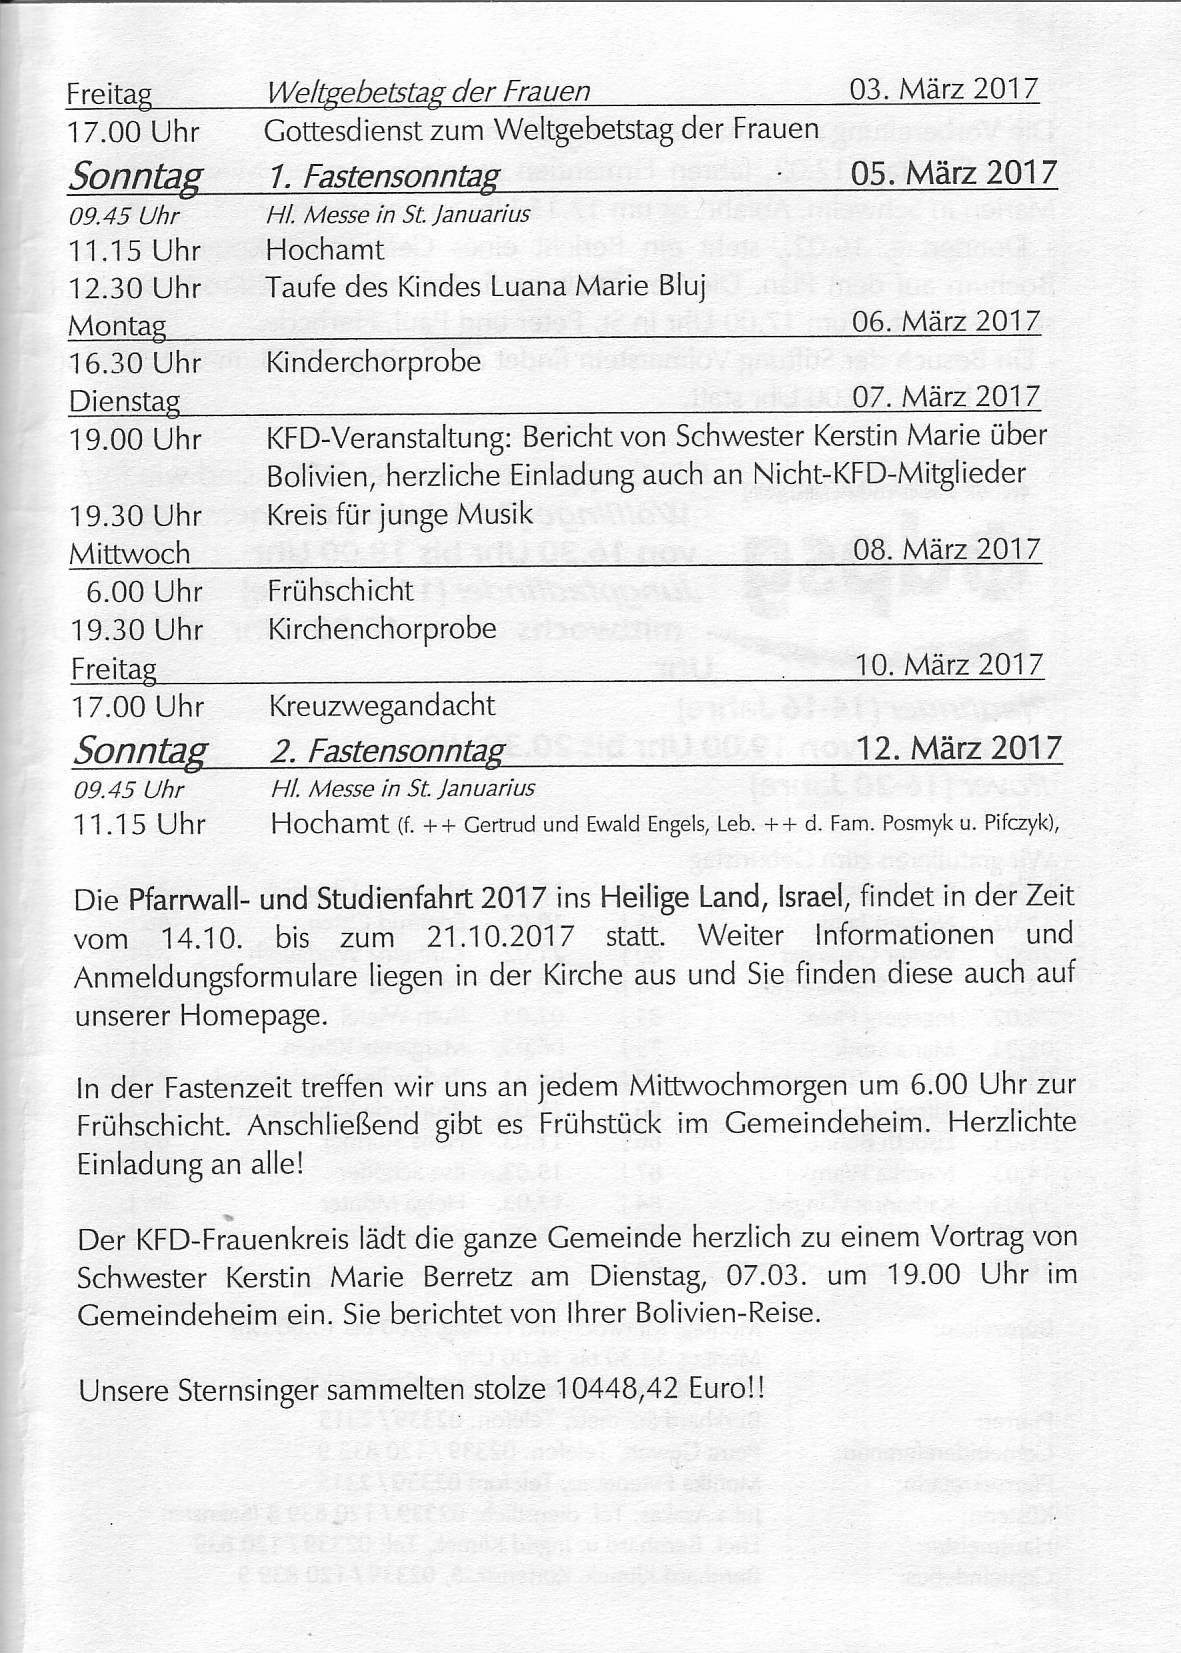 Freitag Weltgebetstag der Frauen 03. März 2017
17.00 Uhr Gottesdienst zum Weltgebetstag der Frauen
Sonntag 1. Fastensonntag 05. März 2017
09.45 Uhr Hl. Messe in St. Januarius
11.15 Uhr Hochamt
12.30 Uhr Taufe des Kindes Luana Marie Bluj
Montag 06. März 2017
16.30 Uhr Kinderchorprobe
Dienstag 07. März 2017
19.00 Uhr KFD-Veranstaltung: Bericht von Schwester Kerstin Marie über
Bolivien, herzliche Einladung auch an Nicht-KFD-Mitglieder
19.30 Uhr Kreis für junge Musik
Mittwoch 08. März 2017
6.00 Uhr Frühschicht
19.30 Uhr Kirchenchorprobe
Freitag 10. März 2017
17.00 Uhr Kreuzwegandacht
Sonntag 2. Fastensonntag 12. März 2017
09.45 Uhr Hl. Messe in St. Januarius
11.15 Uhr Hochamt (f. ++ Gertrud und Ewald Engels, Leb. ++ d. Fam. Posmyk u. Pifczyk),
Die Pfarrwall- und Studienfahrt 2017 ins Heilige Land, Israel, findet in der Zeit
vom 14.10. bis zum 21.10.2017 statt. Weiter Informationen und
Anmeldungsformulare liegen in der Kirche aus und Sie finden diese auch auf
unserer Homepage.
In der Fastenzeit treffen wir uns an jedem Mittwochmorgen um 6.00 Uhr zur
Frühschicht. Anschließend gibt es Frühstück im Gemeindeheim. Herzlichte
Einladung an alle!
Der KFD-Frauenkreis lädt die ganze Gemeinde herzlich zu einem Vortrag von
Schwester Kerstin Marie Berretz am Dienstag, 07.03. um 19.00 Uhr im
Gemeindeheim ein. Sie berichtet von Ihrer Bolivien-Reise.
Unsere Sternsinger sammelten stolze 10448,42 Euro!!